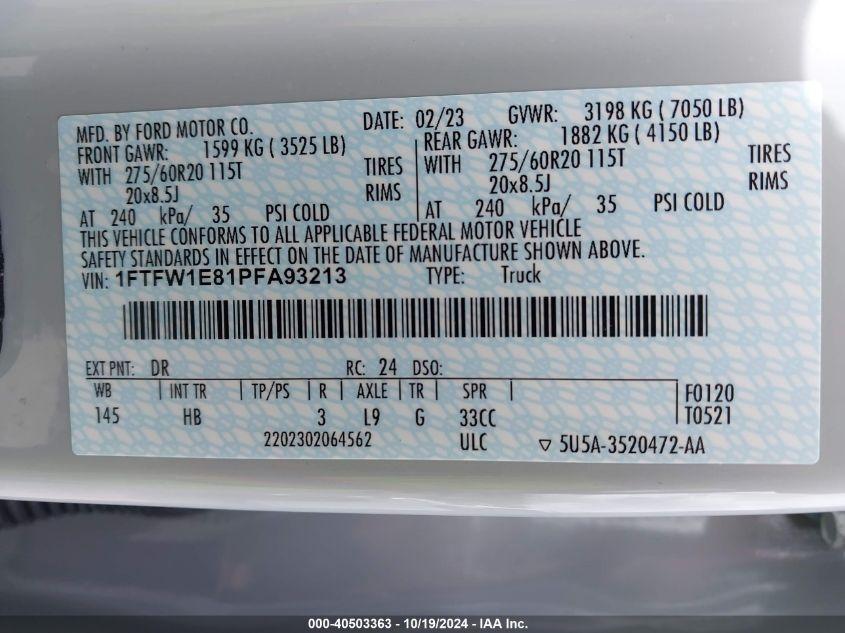 MFD. BY FORD MOTOR CO. DATE: 02/23 GVWR: 3198 KG ( 7050 LB)
FRONT GAWR: 1599 KG ( 3525 LB) REAR GAWR: 1882 KG ( 4150 LB)
WITH 275/60R20 115T TIRES WITH 275/60R20 115T TIRES
20x8.5J RIMS 20x8.5J RIMS
AT 240 kPa/ 35 PSI COLD AT 240 kPa/ 35 PSI COLD
THIS VEHICLE CONFORMS TO ALL APPLICABLE FEDERAL MOTOR VEHICLE
SAFETY STANDARDS IN EFFECT ON THE DATE OF MANUFACTURE SHOWN ABOVE.
VIN: 1FTFW1E81PFA93213 TYPE: Truck
EXT PNT: DR RC: 24 DSO:
WB INT TR TP/PS R AXLE TR SPR F0120
145 HB 3 L9 G 33CC T0521
2202302064562 ULC ▽ 5U5A-3520472-AA
000-40503363 - 10/19/2024 - IAA Inc.